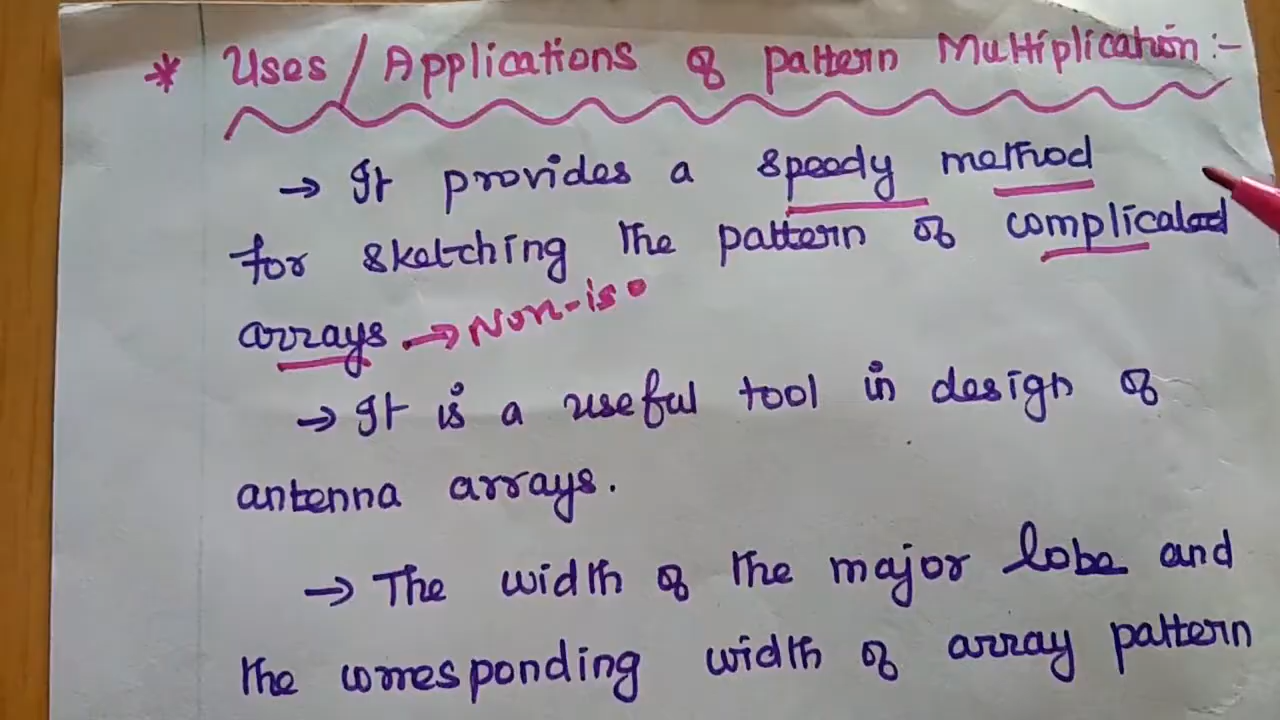 * Uses / Applications of pattern Multiplication :-
→ It provides a speedy method
for sketching the pattern of complicated
arrays → Non-is
→ It is a useful tool in design of
antenna arrays.
→ The width of the major lobe and
the corresponding width of array pattern